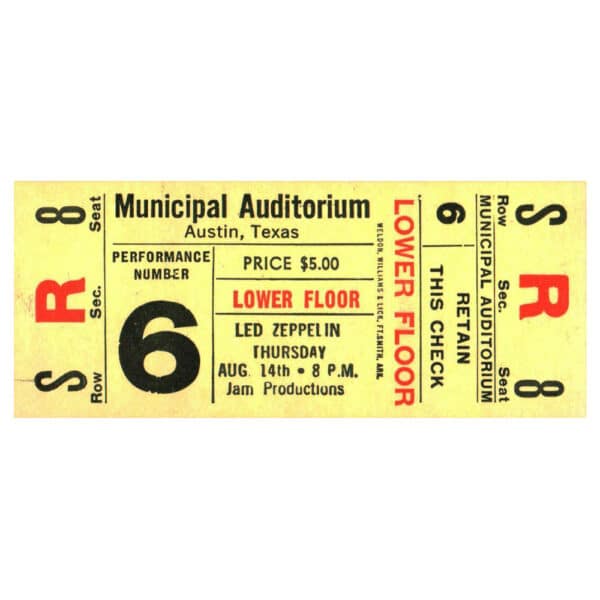 8 Seat
R Sec.
S Row
Municipal Auditorium
Austin, Texas
PERFORMANCE
NUMBER
6
PRICE $5.00
LOWER FLOOR
LED ZEPPELIN
THURSDAY
AUG. 14th • 8 P.M.
Jam Productions
WELDON, WILLIAMS & LICK, FT. SMITH, ARK.
LOWER FLOOR
6
RETAIN
THIS CHECK
MUNICIPAL AUDITORIUM
Row S
Sec. R
Seat 8